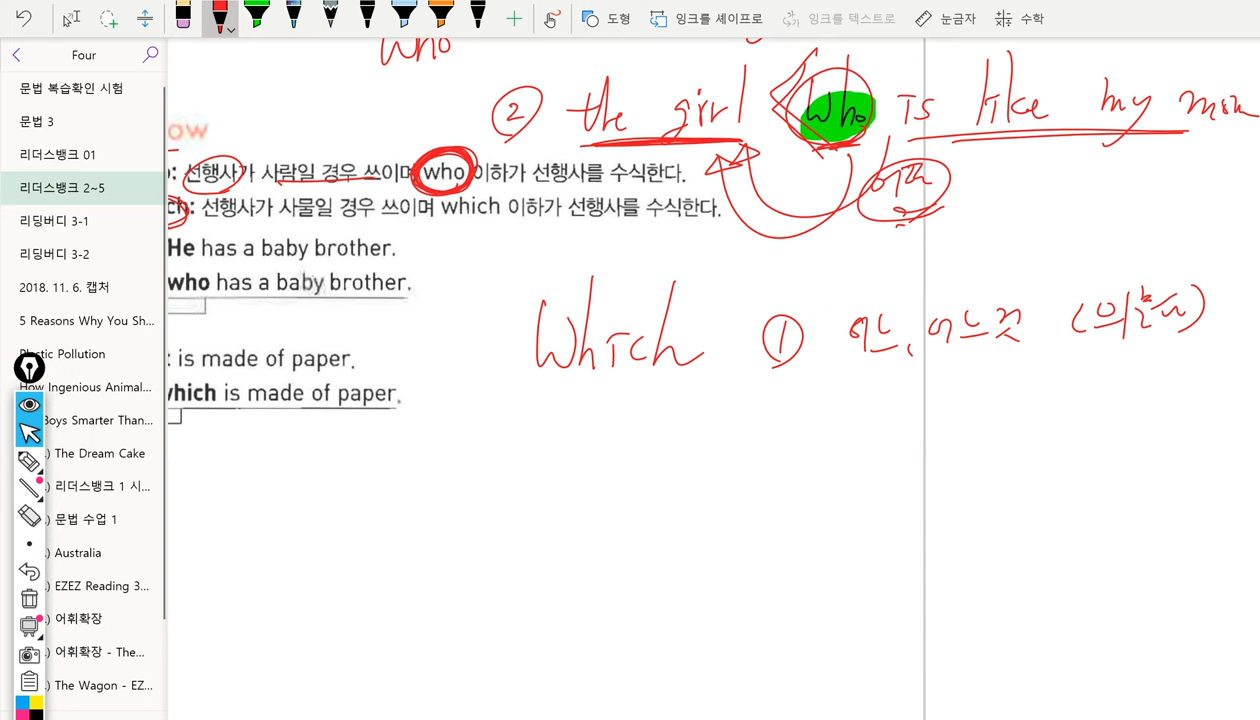 도형
잉크를 셰이프로
잉크를 텍스트로
눈금자
수학
Four
문법 복습확인 시험
문법 3
리더스뱅크 01
리더스뱅크 2~5
리딩버디 3-1
리딩버디 3-2
2018. 11. 6. 캡처
5 Reasons Why You Sh...
Plastic Pollution
How Ingenious Animal...
Boys Smarter Than...
.) The Dream Cake
.) 리더스뱅크 1 시...
.) 문법 수업 1
.) Australia
.) EZEZ Reading 3...
.) 어휘확장
.) 어휘확장 - The...
.) The Wagon - EZ...
Who
② the girl who is like my mom
ow
: 선행사가 사람일 경우 쓰이며 who 이하가 선행사를 수식한다.
ch: 선행사가 사물일 경우 쓰이며 which 이하가 선행사를 수식한다.
He has a baby brother.
who has a baby brother.
Which ① 어느, 어느것 (의문사)
: is made of paper.
which is made of paper.